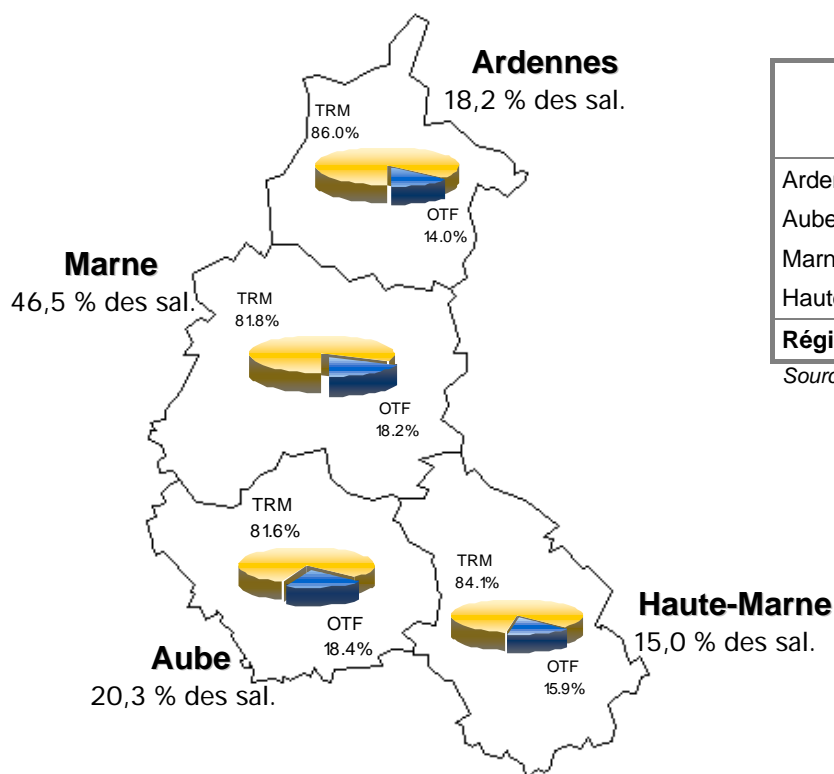 Ardennes
18,2 % des sal.
TRM
86.0%
OTF
14.0%
Marne
46,5 % des sal.
TRM
81.8%
OTF
18.2%
TRM
81.6%
OTF
18.4%
Aube
20,3 % des sal.
TRM
84.1%
OTF
15.9%
Haute-Marne
15,0 % des sal.
Aube